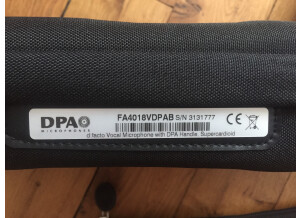 DPA
MICROPHONES
FA4018VDPAB S/N 3131777
d:facto Vocal Microphone with DPA Handle, Supercardioid
CE